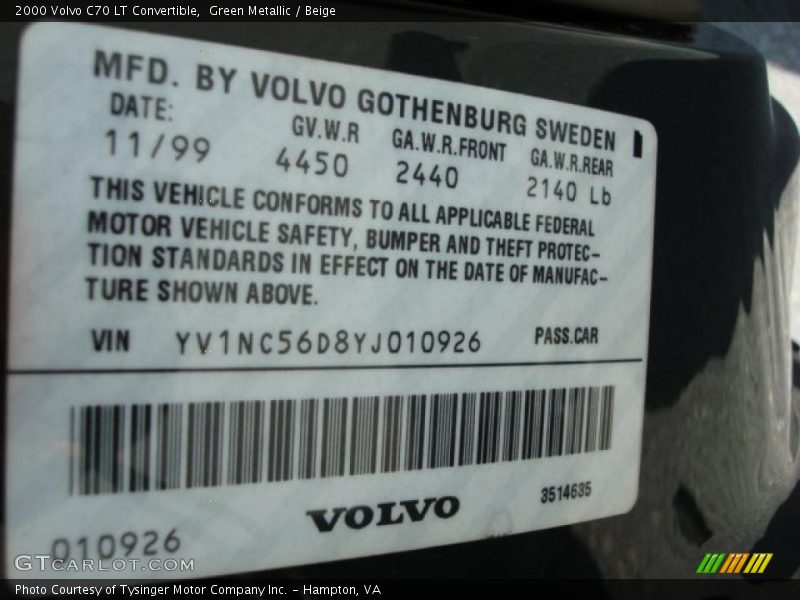 2000 Volvo C70 LT Convertible, Green Metallic / Beige
MFD. BY VOLVO GOTHENBURG SWEDEN
DATE: GV.W.R GA.W.R.FRONT GA.W.R.REAR
11/99 4450 2440 2140 Lb
THIS VEHICLE CONFORMS TO ALL APPLICABLE FEDERAL
MOTOR VEHICLE SAFETY, BUMPER AND THEFT PROTEC-
TION STANDARDS IN EFFECT ON THE DATE OF MANUFAC-
TURE SHOWN ABOVE.
VIN YV1NC56D8YJ010926 PASS.CAR
VOLVO 3514635
010926
GTCARLOT.COM
Photo Courtesy of Tysinger Motor Company Inc. - Hampton, VA